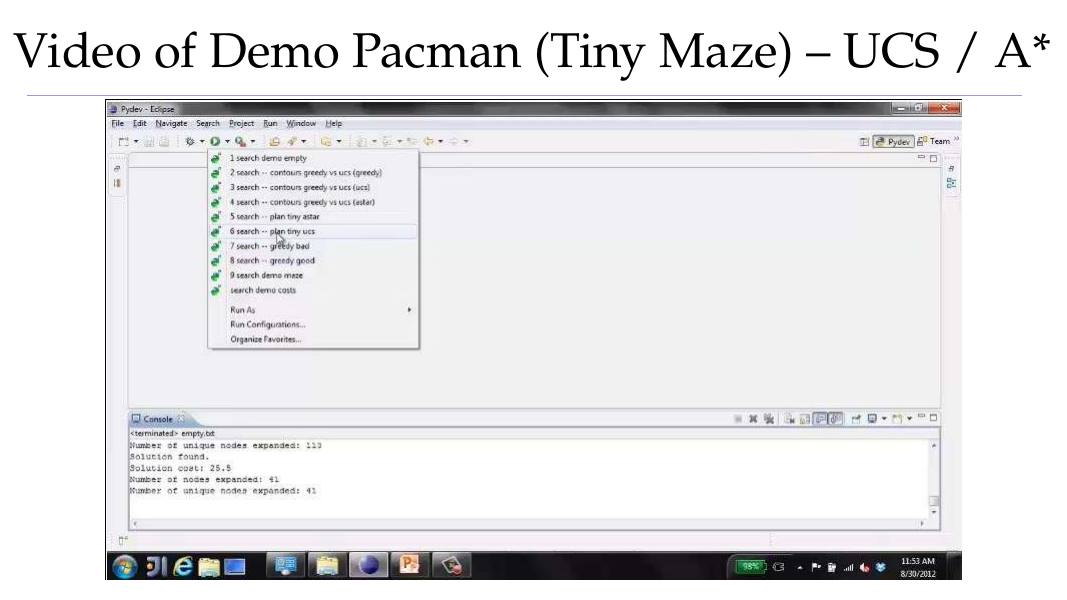 Video of Demo Pacman (Tiny Maze) – UCS / A*
Pydev - Eclipse
File Edit Navigate Search Project Run Window Help
Pydev Team
1 search demo empty
2 search -- contours greedy vs ucs (greedy)
3 search -- contours greedy vs ucs (ucs)
4 search -- contours greedy vs ucs (astar)
5 search -- plan tiny astar
6 search -- plan tiny ucs
7 search -- greedy bad
8 search -- greedy good
9 search demo maze
search demo costs
Run As
Run Configurations...
Organize Favorites...
Console
<terminated> empty.txt
Number of unique nodes expanded: 113
Solution found.
Solution cost: 25.5
Number of nodes expanded: 41
Number of unique nodes expanded: 41
98%
11:53 AM
8/30/2012